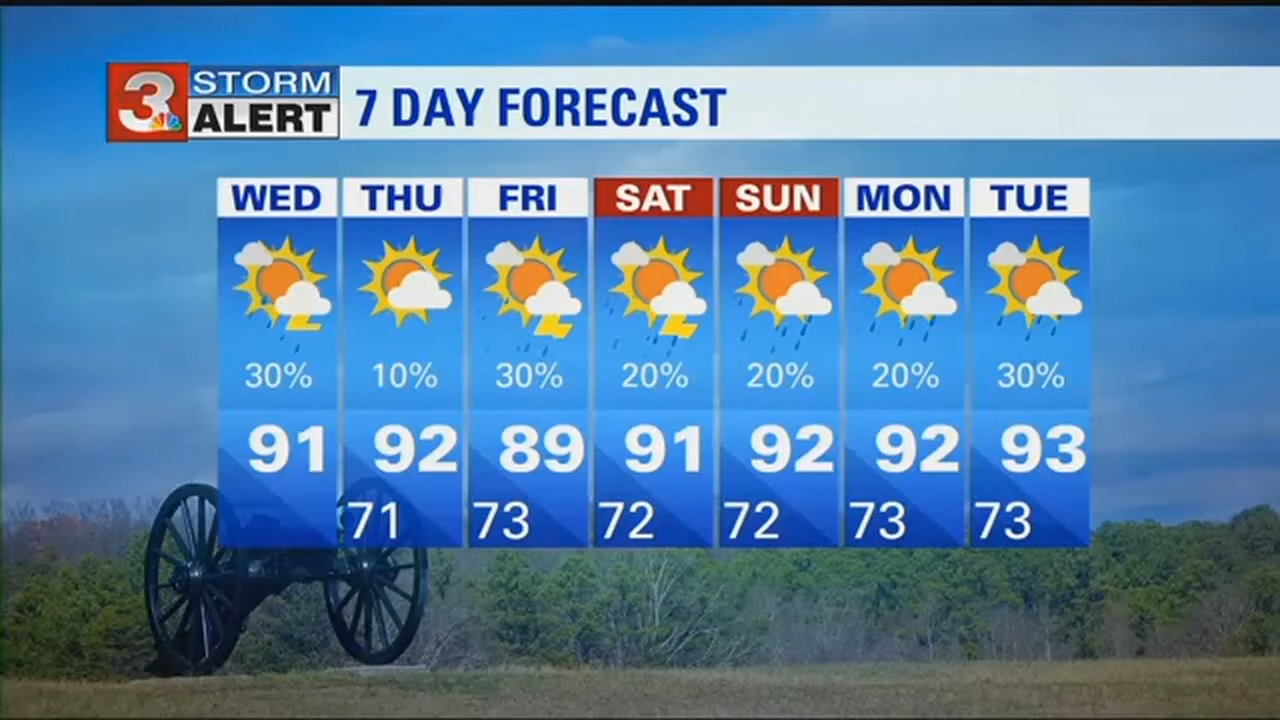 3 STORM ALERT
7 DAY FORECAST
WED THU FRI SAT SUN MON TUE
30% 10% 30% 20% 20% 20% 30%
91 92 89 91 92 92 93
71 73 72 72 73 73